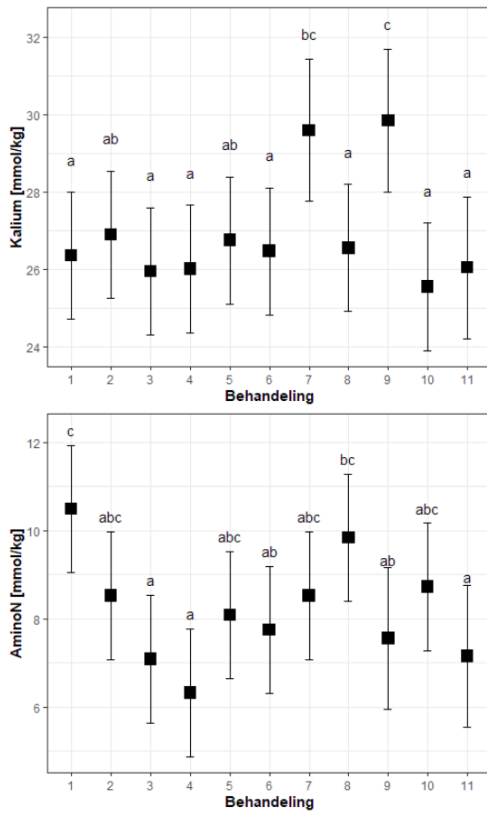 Kalium [mmol/kg]
32
30
28
26
24
a ab a a ab a bc a c a a
1 2 3 4 5 6 7 8 9 10 11
Behandeling
AminoN [mmol/kg]
12
10
8
6
c abc a a abc ab abc bc ab abc a
1 2 3 4 5 6 7 8 9 10 11
Behandeling